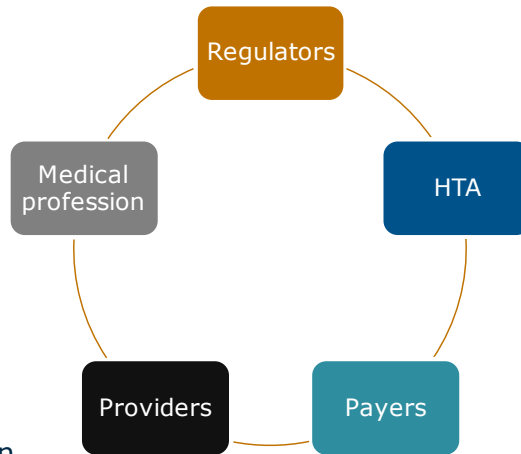 Regulators
HTA
Medical
profession
Providers
Payers